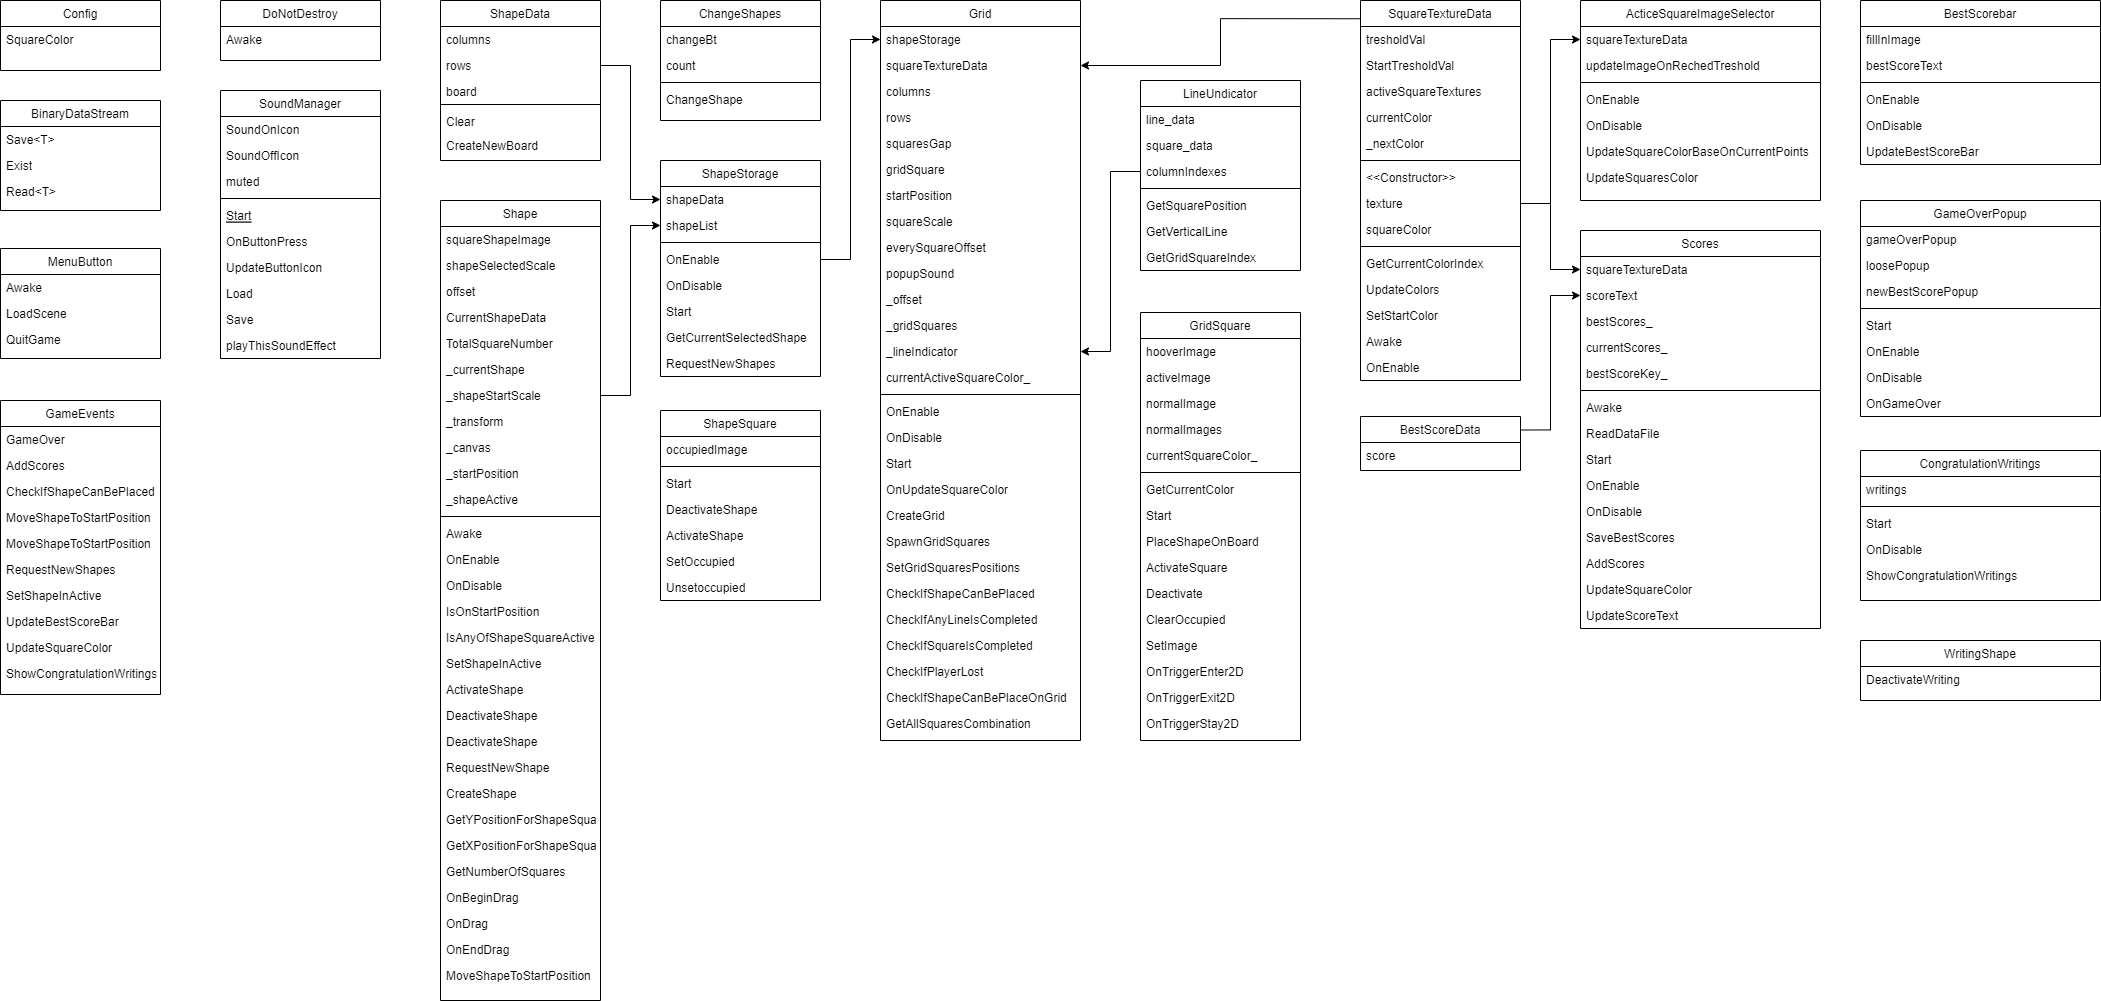 Config
SquareColor
BinaryDataStream
Save<T>
Exist
Read<T>
MenuButton
Awake
LoadScene
QuitGame
GameEvents
GameOver
AddScores
CheckIfShapeCanBePlaced
MoveShapeToStartPosition
MoveShapeToStartPosition
RequestNewShapes
SetShapeInActive
UpdateBestScoreBar
UpdateSquareColor
ShowCongratulationWritings
DoNotDestroy
Awake
SoundManager
SoundOnIcon
SoundOffIcon
muted
Start
OnButtonPress
UpdateButtonIcon
Load
Save
playThisSoundEffect
ShapeData
columns
rows
board
Clear
CreateNewBoard
Shape
squareShapeImage
shapeSelectedScale
offset
CurrentShapeData
TotalSquareNumber
_currentShape
_shapeStartScale
_transform
_canvas
_startPosition
_shapeActive
Awake
OnEnable
OnDisable
IsOnStartPosition
IsAnyOfShapeSquareActive
SetShapeInActive
ActivateShape
DeactivateShape
DeactivateShape
RequestNewShape
CreateShape
GetYPositionForShapeSqua
GetXPositionForShapeSqua
GetNumberOfSquares
OnBeginDrag
OnDrag
OnEndDrag
MoveShapeToStartPosition
ChangeShapes
changeBt
count
ChangeShape
ShapeStorage
shapeData
shapeList
OnEnable
OnDisable
Start
GetCurrentSelectedShape
RequestNewShapes
ShapeSquare
occupiedImage
Start
DeactivateShape
ActivateShape
SetOccupied
Unsetoccupied
Grid
shapeStorage
squareTextureData
columns
rows
squaresGap
gridSquare
startPosition
squareScale
everySquareOffset
popupSound
_offset
_gridSquares
_lineIndicator
currentActiveSquareColor_
OnEnable
OnDisable
Start
OnUpdateSquareColor
CreateGrid
SpawnGridSquares
SetGridSquaresPositions
CheckIfShapeCanBePlaced
CheckIfAnyLineIsCompleted
CheckIfSquareIsCompleted
CheckIfPlayerLost
CheckIfShapeCanBePlaceOnGrid
GetAllSquaresCombination
LineUndicator
line_data
square_data
columnIndexes
GetSquarePosition
GetVerticalLine
GetGridSquareIndex
GridSquare
hooverImage
activeImage
normalImage
normalImages
currentSquareColor_
GetCurrentColor
Start
PlaceShapeOnBoard
ActivateSquare
Deactivate
ClearOccupied
SetImage
OnTriggerEnter2D
OnTriggerExit2D
OnTriggerStay2D
SquareTextureData
tresholdVal
StartTresholdVal
activeSquareTextures
currentColor
_nextColor
<<Constructor>>
texture
squareColor
GetCurrentColorIndex
UpdateColors
SetStartColor
Awake
OnEnable
BestScoreData
score
ActiceSquareImageSelector
squareTextureData
updateImageOnRechedTreshold
OnEnable
OnDisable
UpdateSquareColorBaseOnCurrentPoints
UpdateSquaresColor
Scores
squareTextureData
scoreText
bestScores_
currentScores_
bestScoreKey_
Awake
ReadDataFile
Start
OnEnable
OnDisable
SaveBestScores
AddScores
UpdateSquareColor
UpdateScoreText
BestScorebar
fillInImage
bestScoreText
OnEnable
OnDisable
UpdateBestScoreBar
GameOverPopup
gameOverPopup
loosePopup
newBestScorePopup
Start
OnEnable
OnDisable
OnGameOver
CongratulationWritings
writings
Start
OnDisable
ShowCongratulationWritings
WritingShape
DeactivateWriting